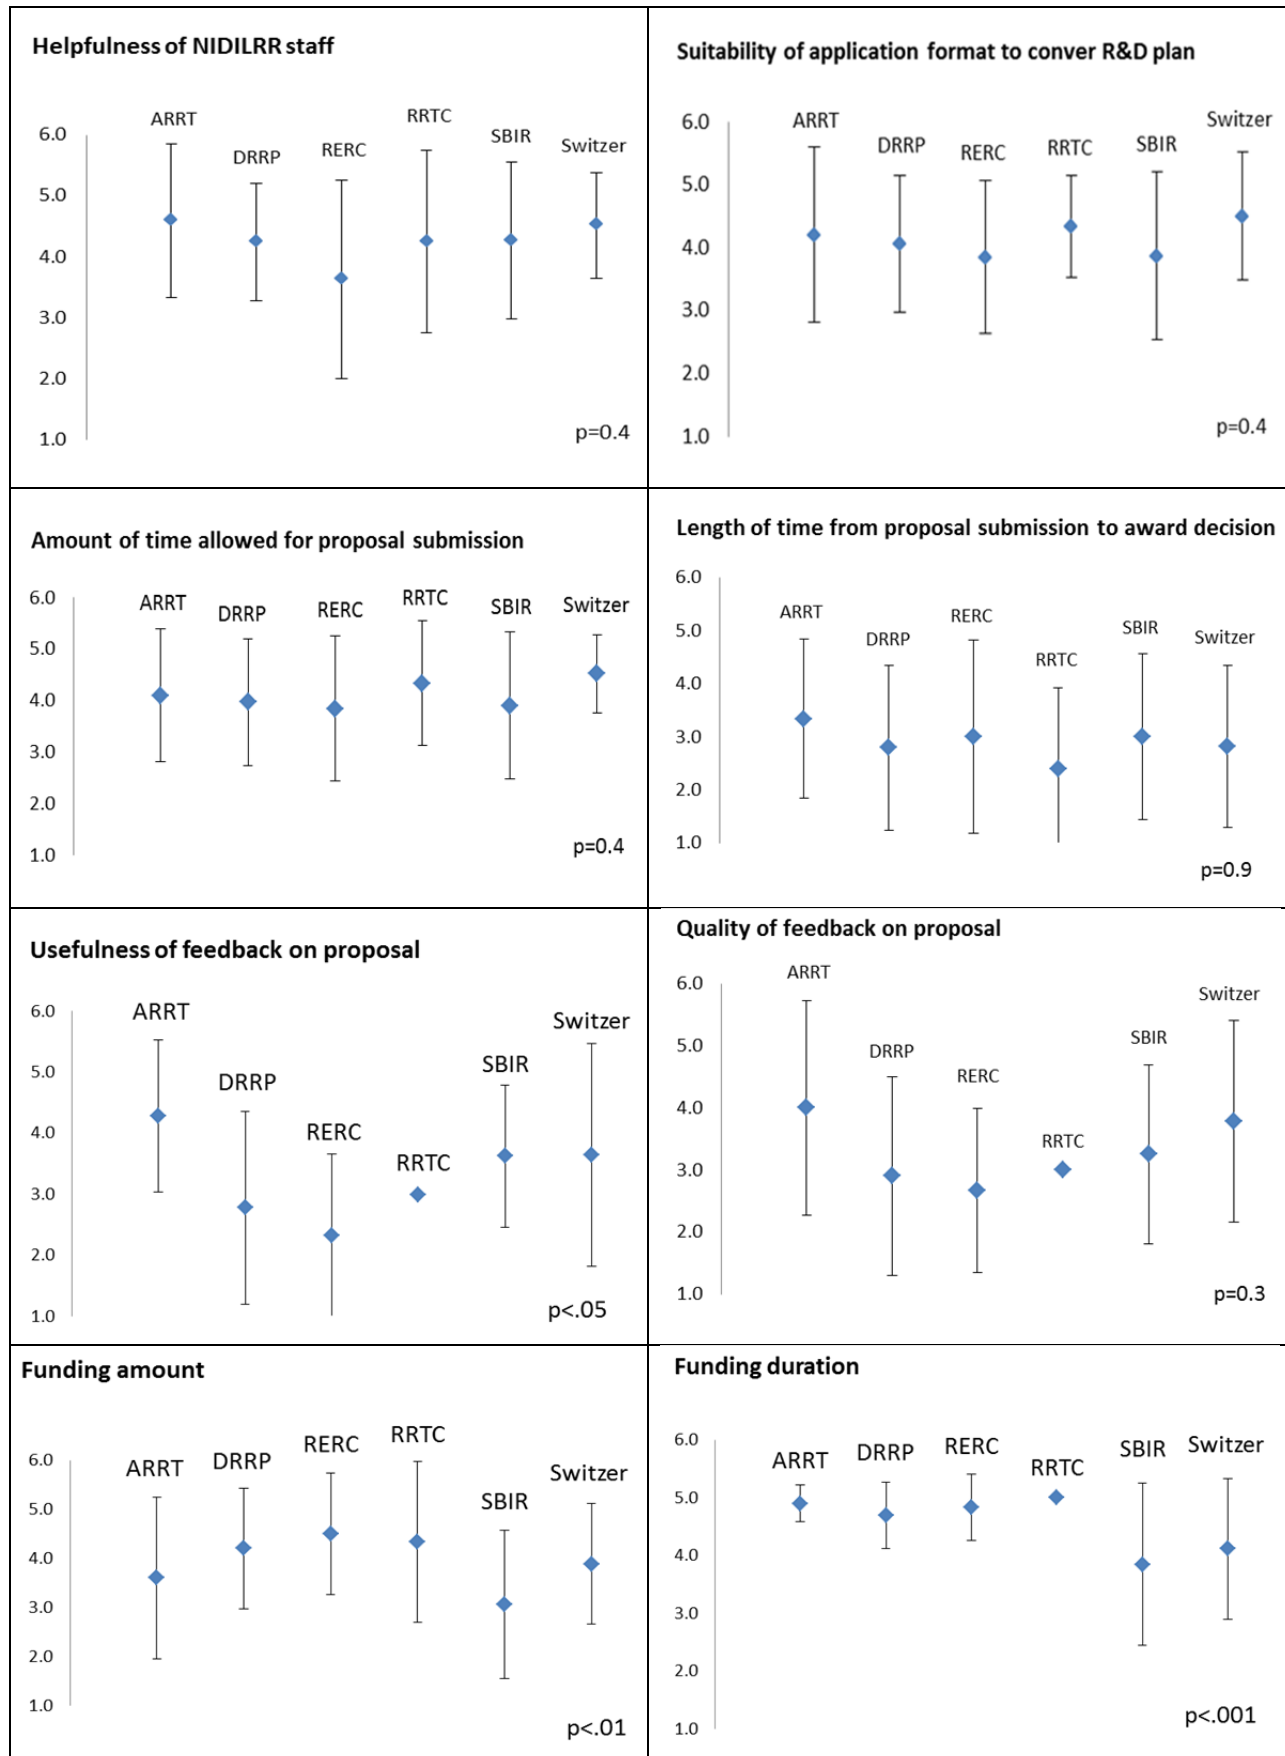 Helpfulness of NIDILRR staff
ARRT
DRRP
RERC
RRTC
SBIR
Switzer
6.0
5.0
4.0
3.0
2.0
1.0
p=0.4
Suitability of application format to conver R&D plan
ARRT
DRRP
RERC
RRTC
SBIR
Switzer
6.0
5.0
4.0
3.0
2.0
1.0
p=0.4
Amount of time allowed for proposal submission
ARRT
DRRP
RERC
RRTC
SBIR
Switzer
6.0
5.0
4.0
3.0
2.0
1.0
p=0.4
Length of time from proposal submission to award decision
ARRT
DRRP
RERC
RRTC
SBIR
Switzer
6.0
5.0
4.0
3.0
2.0
1.0
p=0.9
Usefulness of feedback on proposal
ARRT
DRRP
RERC
RRTC
SBIR
Switzer
6.0
5.0
4.0
3.0
2.0
1.0
p<.05
Quality of feedback on proposal
ARRT
DRRP
RERC
RRTC
SBIR
Switzer
6.0
5.0
4.0
3.0
2.0
1.0
p=0.3
Funding amount
ARRT
DRRP
RERC
RRTC
SBIR
Switzer
6.0
5.0
4.0
3.0
2.0
1.0
p<.01
Funding duration
ARRT
DRRP
RERC
RRTC
SBIR
Switzer
6.0
5.0
4.0
3.0
2.0
1.0
p<.001